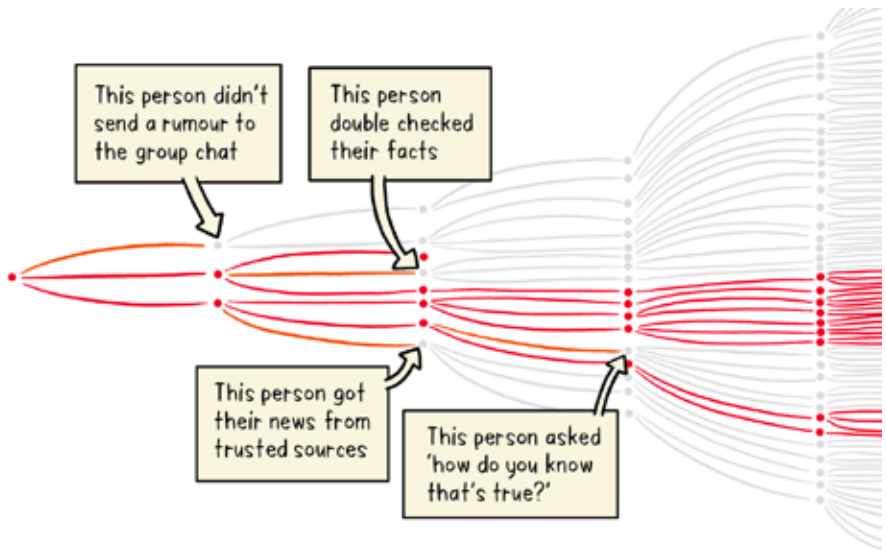 This person didn't
send a rumour to
the group chat
This person
double checked
their facts
This person got
their news from
trusted sources
This person asked
'how do you know
that's true?'